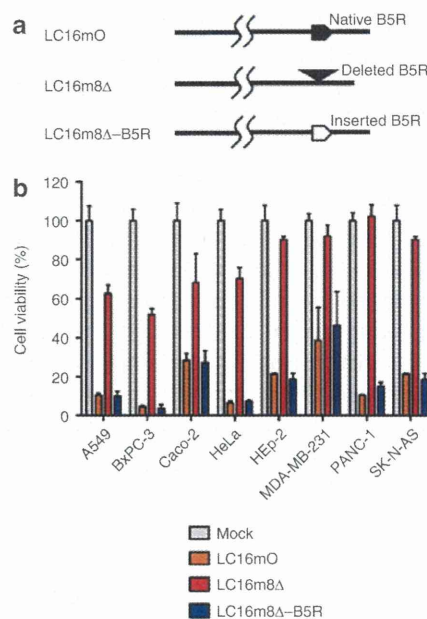 a
LC16mO
Native B5R
LC16m8Δ
Deleted B5R
LC16m8Δ–B5R
Inserted B5R
b
Cell viability (%)
120
100
80
60
40
20
0
A549
BxPC-3
Caco-2
HeLa
HEp-2
MDA-MB-231
PANC-1
SK-N-AS
Mock
LC16mO
LC16m8Δ
LC16m8Δ–B5R